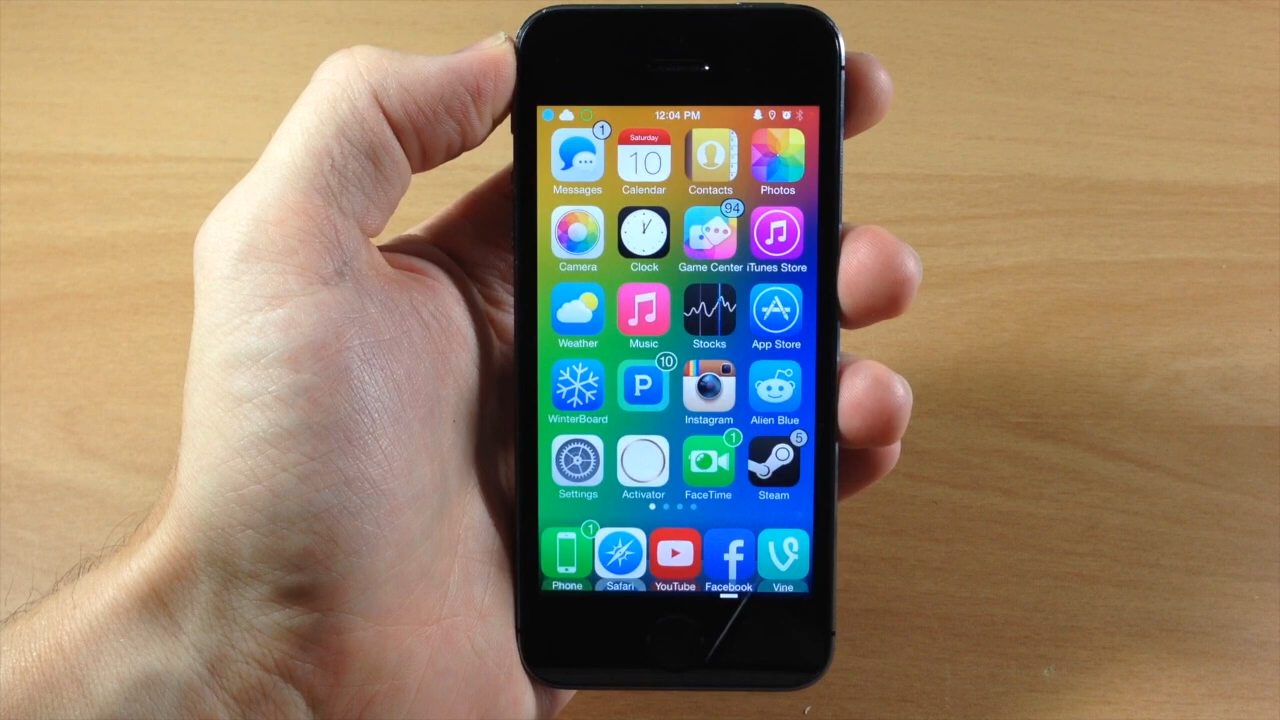 12:04 PM
1
Saturday
10
Messages Calendar Contacts Photos
94
Camera Clock Game Center iTunes Store
Weather Music Stocks App Store
10
P
WinterBoard Instagram Alien Blue
1 5
Settings Activator FaceTime Steam
1
f
Phone Safari YouTube Facebook Vine